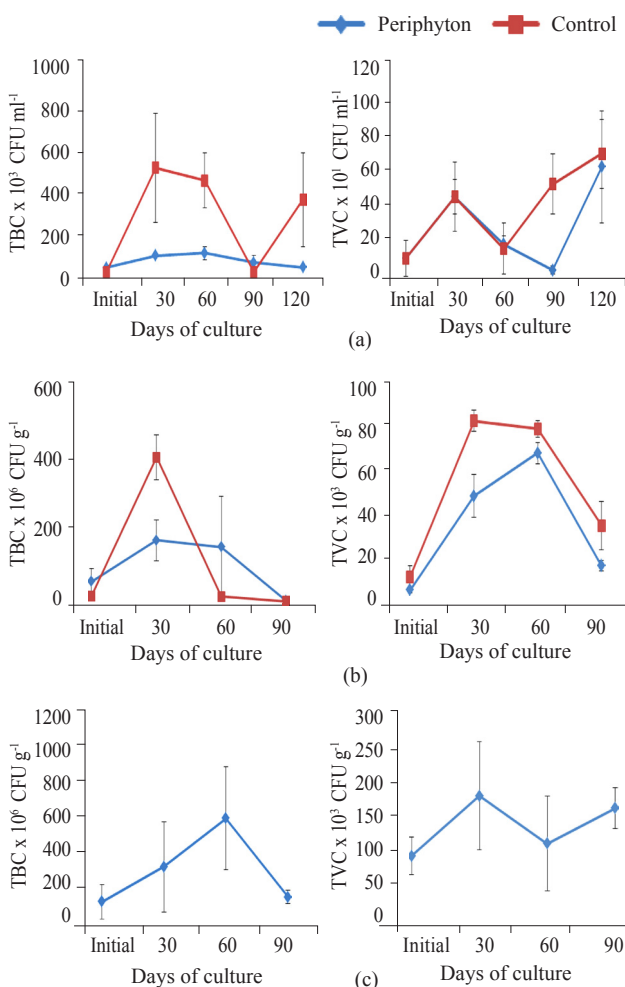 Periphyton Control
TBC x 10³ CFU ml⁻¹
1000
800
600
400
200
0
Initial 30 60 90 120
Days of culture
TVC x 10¹ CFU ml⁻¹
120
100
80
60
40
20
0
Initial 30 60 90 120
Days of culture
(a)
TBC x 10⁶ CFU g⁻¹
600
400
200
0
Initial 30 60 90
Days of culture
TVC x 10³ CFU g⁻¹
100
80
60
40
20
0
Initial 30 60 90
Days of culture
(b)
TBC x 10⁶ CFU g⁻¹
1200
1000
800
600
400
200
0
Initial 30 60 90
Days of culture
TVC x 10³ CFU g⁻¹
300
250
200
150
100
50
0
Initial 30 60 90
Days of culture
(c)